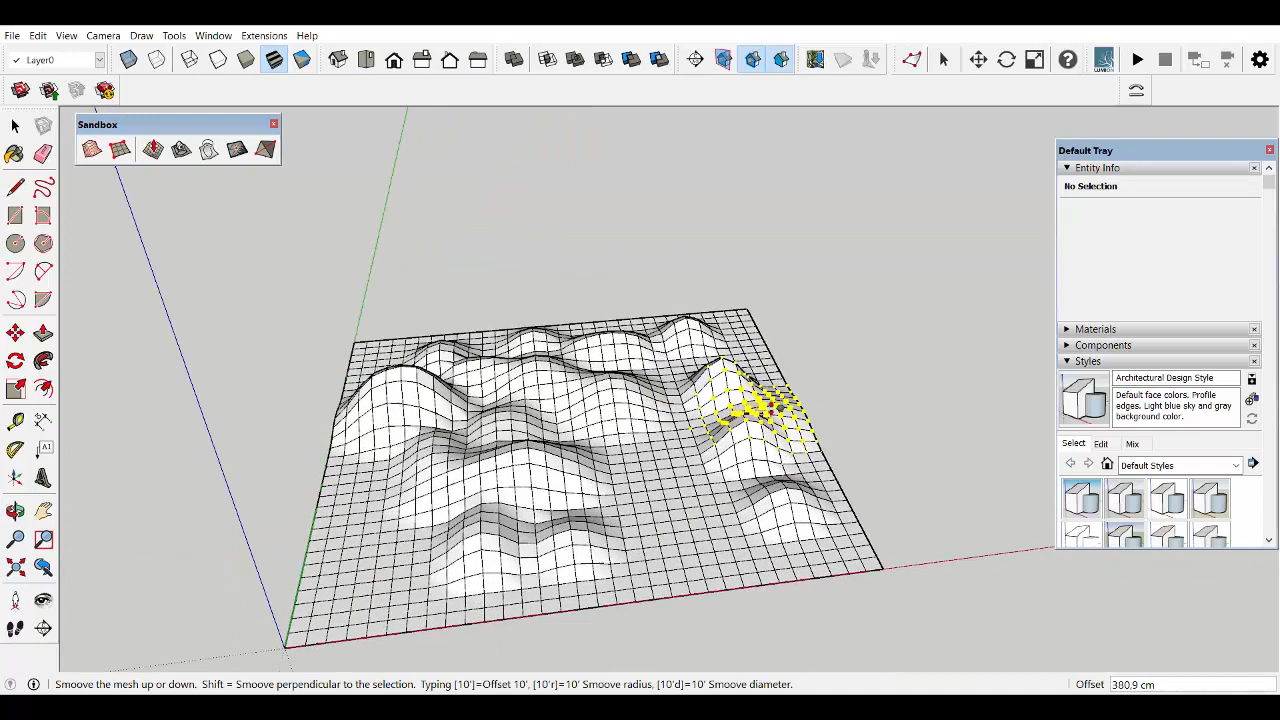 File Edit View Camera Draw Tools Window Extensions Help
Layer0
LUMION
Sandbox
A1
Default Tray
Entity Info
No Selection
Materials
Components
Styles
Architectural Design Style
Default face colors. Profile
edges. Light blue sky and gray
background color.
Select Edit Mix
Default Styles
Smoove the mesh up or down. Shift = Smoove perpendicular to the selection. Typing [10']=Offset 10', [10'r]=10' Smoove radius, [10'd]=10' Smoove diameter.
Offset 380,9 cm